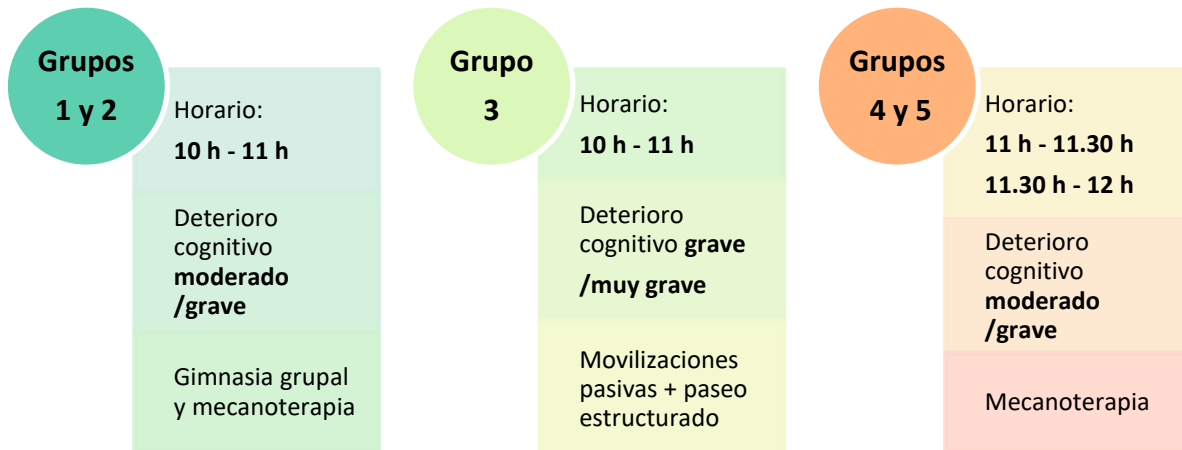 Grupos
1 y 2
Horario:
10 h - 11 h
Deterioro
cognitivo
moderado
/grave
Gimnasia grupal
y mecanoterapia
Grupo
3
Horario:
10 h - 11 h
Deterioro
cognitivo grave
/muy grave
Movilizaciones
pasivas + paseo
estructurado
Grupos
4 y 5
Horario:
11 h - 11.30 h
11.30 h - 12 h
Deterioro
cognitivo
moderado
/grave
Mecanoterapia